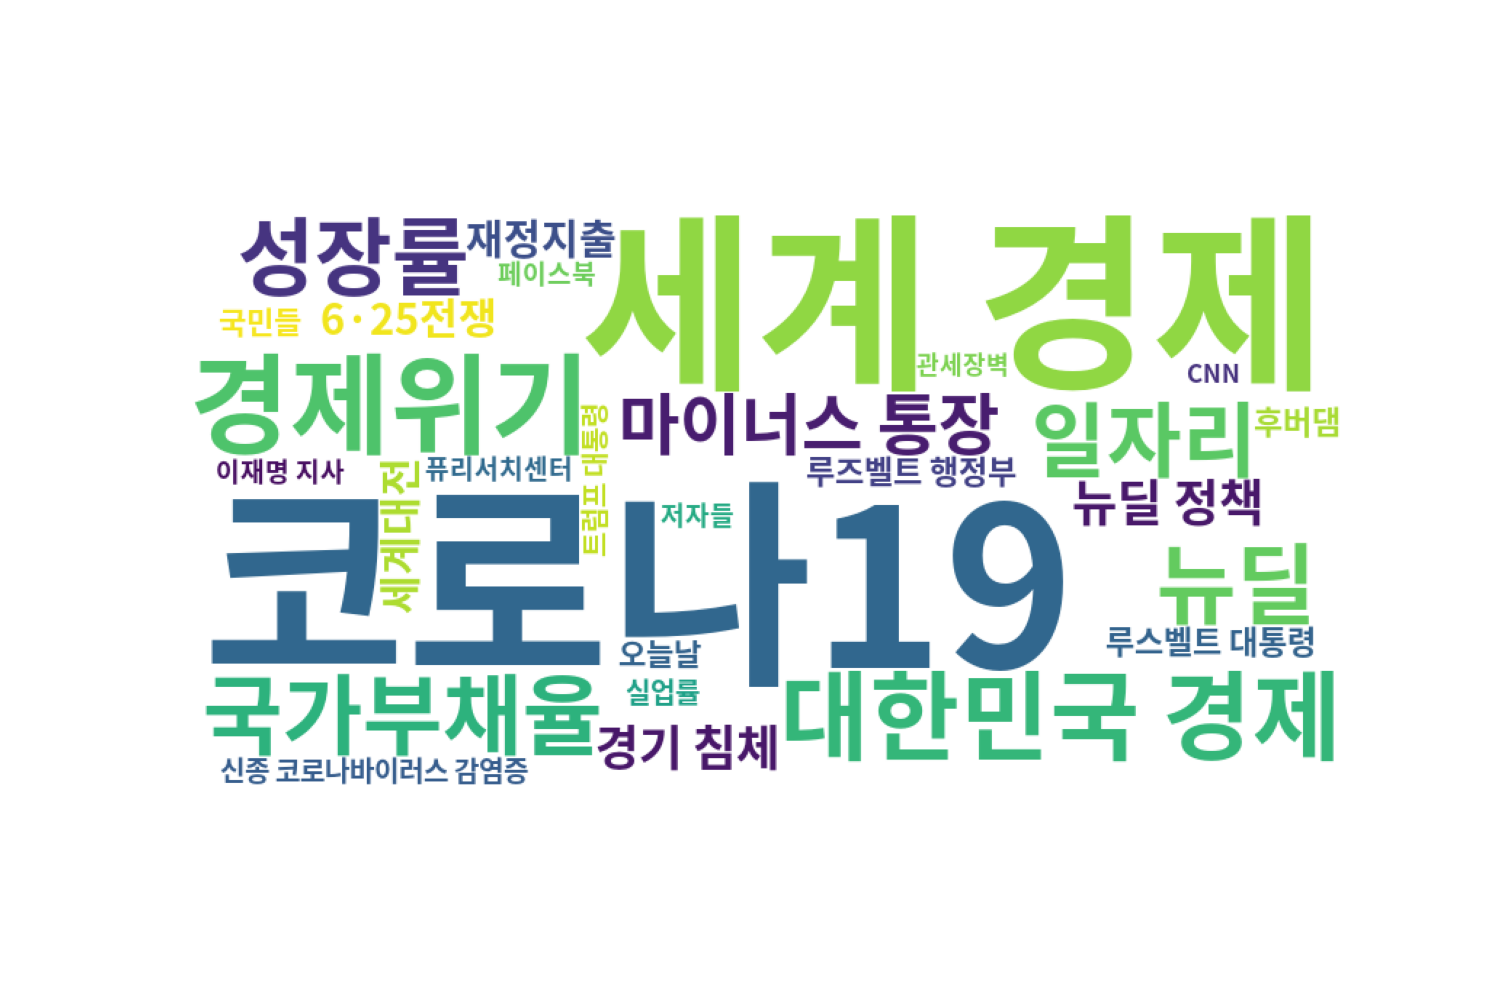 성장률
재정지출
세계 경제
페이스북
국민들
6·25전쟁
경제위기
관세장벽
CNN
마이너스 통장
일자리
후버댐
이재명 지사
세계대전
퓨리서치센터
트럼프 대통령
루즈벨트 행정부
뉴딜 정책
코로나19
저자들
뉴딜
오늘날
루스벨트 대통령
국가부채율
실업률
대한민국 경제
경기 침체
신종 코로나바이러스 감염증